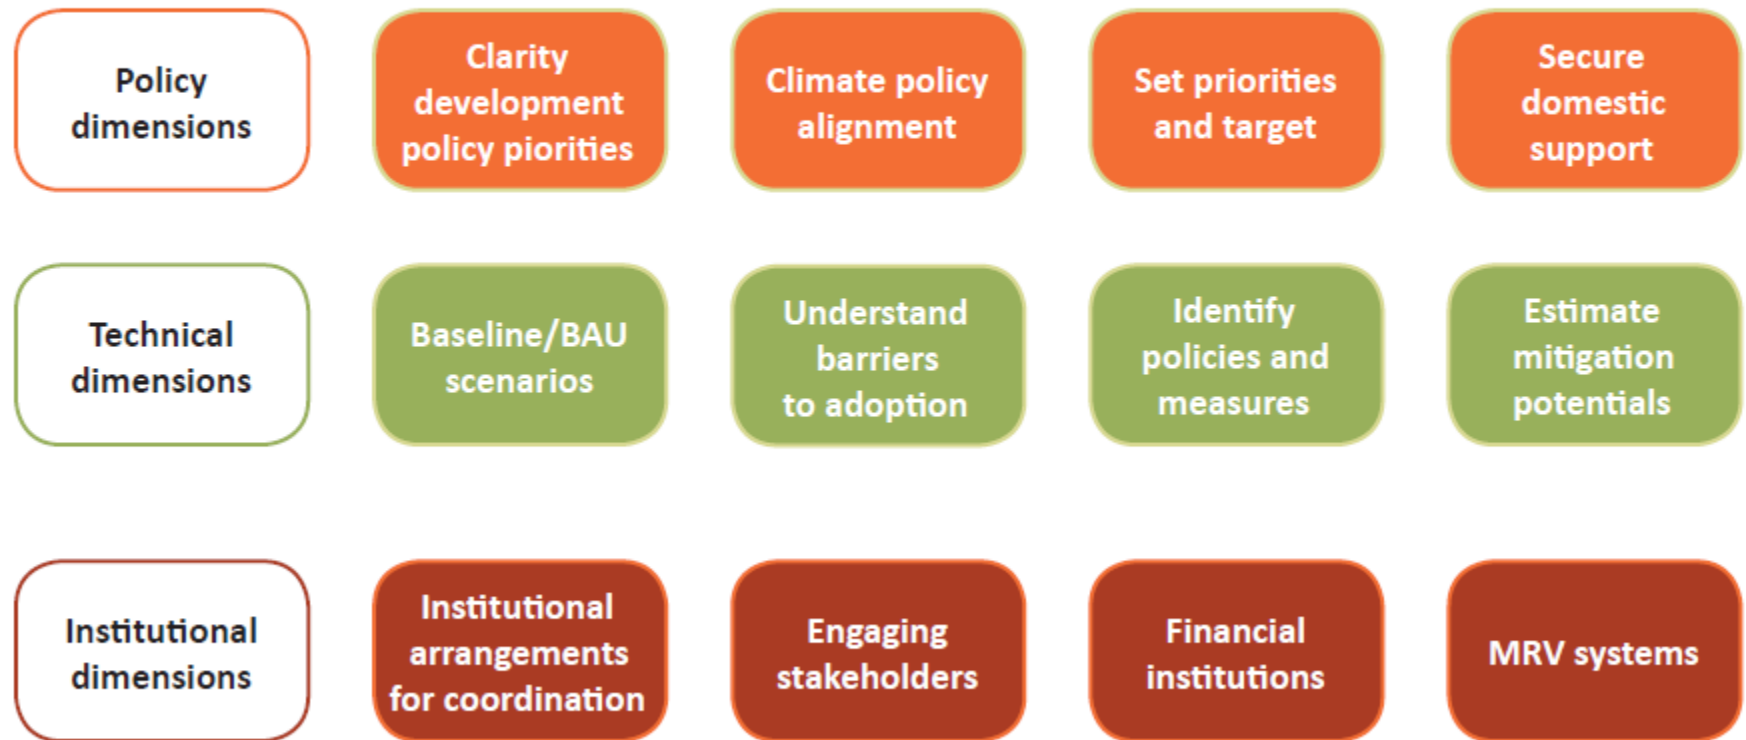 Policy
dimensions
Clarity
development
policy piorities
Climate policy
alignment
Set priorities
and target
Secure
domestic
support
Technical
dimensions
Baseline/BAU
scenarios
Understand
barriers
to adoption
Identify
policies and
measures
Estimate
mitigation
potentials
Institutional
dimensions
Institutional
arrangements
for coordination
Engaging
stakeholders
Financial
institutions
MRV systems